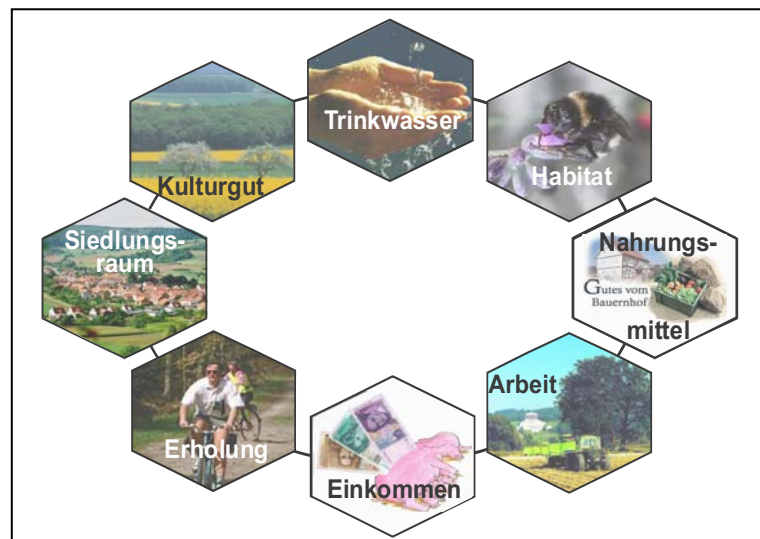 Trinkwasser
Kulturgut
Habitat
Siedlungs-
raum
Nahrungs-
Gutes vom
Bauernhof
mittel
Arbeit
Erholung
Einkommen